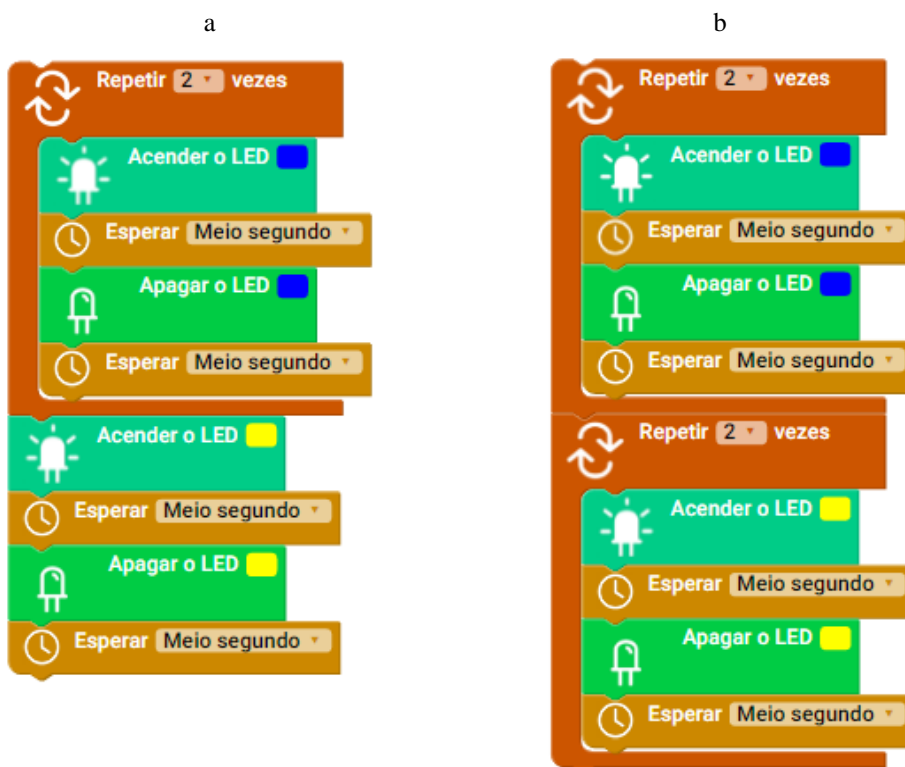 a
Repetir 2 vezes
Acender o LED
Esperar Meio segundo
Apagar o LED
Esperar Meio segundo
Acender o LED
Esperar Meio segundo
Apagar o LED
Esperar Meio segundo
b
Repetir 2 vezes
Acender o LED
Esperar Meio segundo
Apagar o LED
Esperar Meio segundo
Repetir 2 vezes
Acender o LED
Esperar Meio segundo
Apagar o LED
Esperar Meio segundo